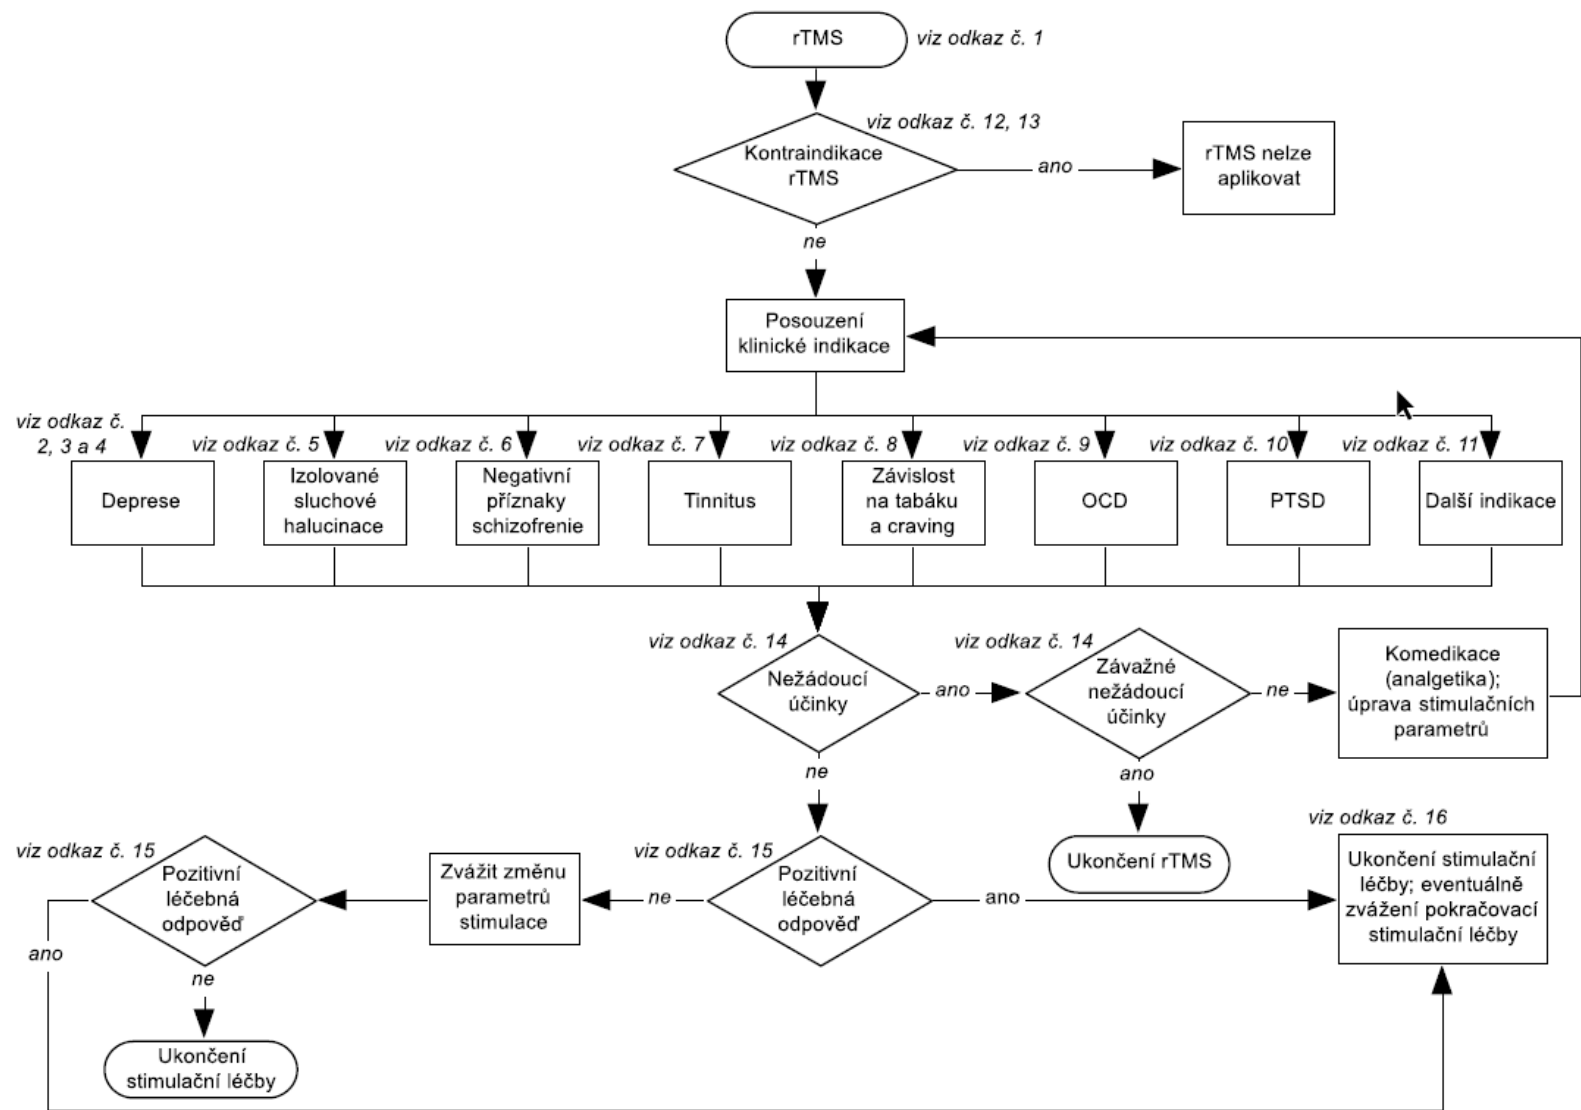 rTMS
viz odkaz č. 1
viz odkaz č. 12, 13
Kontraindikace
rTMS
ano
rTMS nelze
aplikovat
ne
Posouzení
klinické indikace
viz odkaz č.
2, 3 a 4
viz odkaz č. 5
viz odkaz č. 6
viz odkaz č. 7
viz odkaz č. 8
viz odkaz č. 9
viz odkaz č. 10
viz odkaz č. 11
Deprese
Izolované
sluchové
halucinace
Negativní
příznaky
schizofrenie
Tinnitus
Závislost
na tabáku
a craving
OCD
PTSD
Další indikace
viz odkaz č. 14
Nežádoucí
účinky
ano
viz odkaz č. 14
Závažné
nežádoucí
účinky
ne
Komedikace
(analgetika);
úprava stimulačních
parametrů
ne
ano
Ukončení rTMS
viz odkaz č. 15
Pozitivní
léčebná
odpověď
Zvážit změnu
parametrů
stimulace
ne
viz odkaz č. 15
Pozitivní
léčebná
odpověď
ano
viz odkaz č. 16
Ukončení stimulační
léčby; eventuálně
zvážení pokračovací
stimulační léčby
ano
ne
Ukončení
stimulační léčby